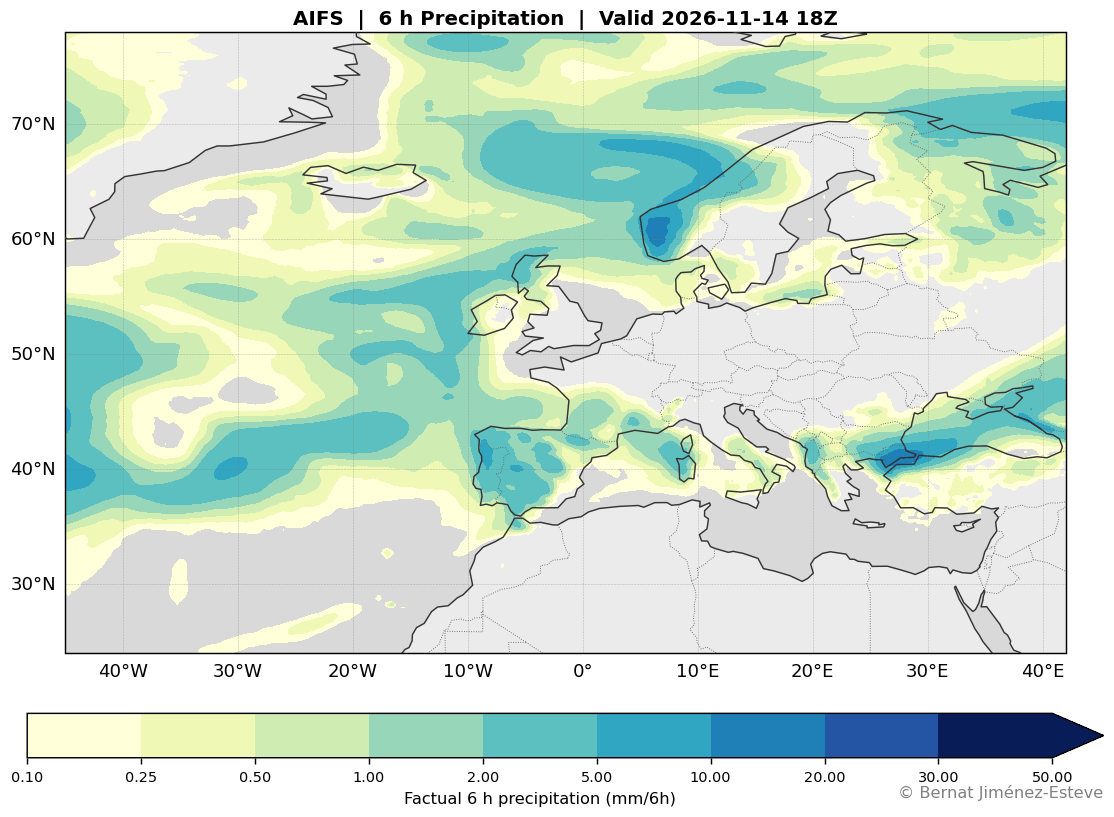 AIFS | 6 h Precipitation | Valid 2026-11-14 18Z
70°N
60°N
50°N
40°N
30°N
40°W 30°W 20°W 10°W 0° 10°E 20°E 30°E 40°E
0.10 0.25 0.50 1.00 2.00 5.00 10.00 20.00 30.00 50.00
Factual 6 h precipitation (mm/6h)
© Bernat Jiménez-Esteve